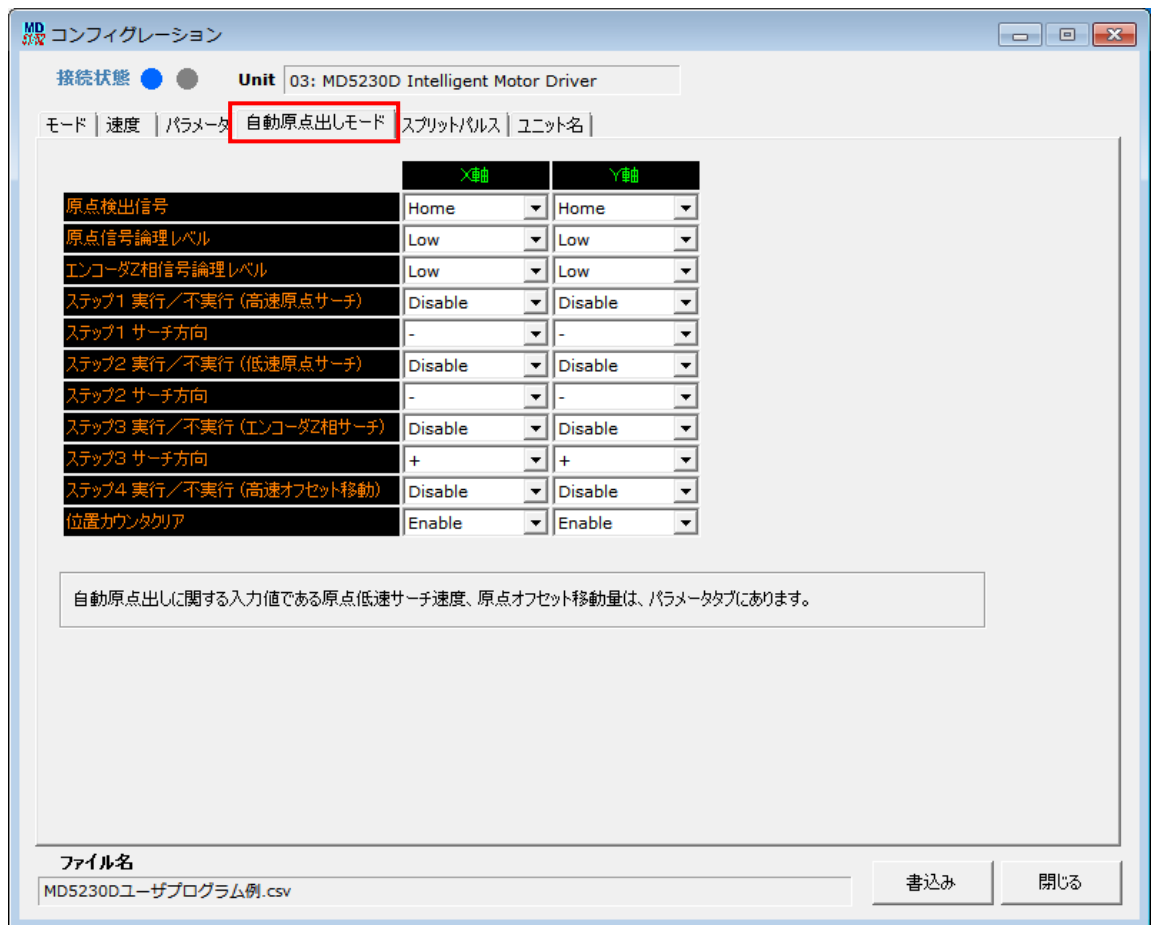 MD
コンフィグレーション
接続状態 Unit 03: MD5230D Intelligent Motor Driver
モード 速度 パラメータ 自動原点出しモード スプリットパルス ユニット名
X軸 Y軸
原点検出信号 Home Home
原点信号論理レベル Low Low
エンコーダZ相信号論理レベル Low Low
ステップ1 実行／不実行 (高速原点サーチ) Disable Disable
ステップ1 サーチ方向 - -
ステップ2 実行／不実行 (低速原点サーチ) Disable Disable
ステップ2 サーチ方向 - -
ステップ3 実行／不実行 (エンコーダZ相サーチ) Disable Disable
ステップ3 サーチ方向 + +
ステップ4 実行／不実行 (高速オフセット移動) Disable Disable
位置カウンタクリア Enable Enable
自動原点出しに関する入力値である原点低速サーチ速度、原点オフセット移動量は、パラメータタブにあります。
ファイル名
MD5230Dユーザプログラム例.csv
書込み 閉じる